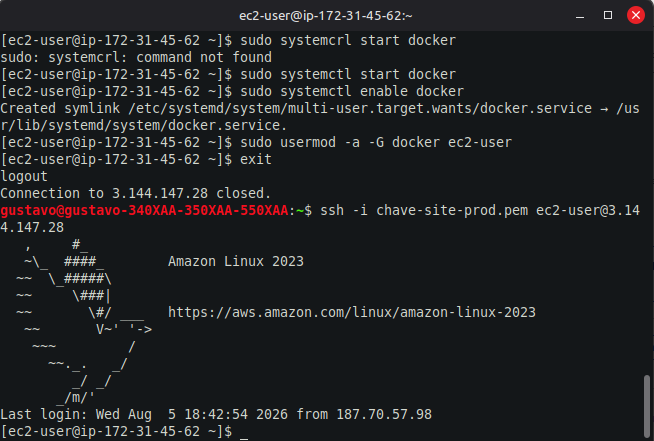 ec2-user@ip-172-31-45-62:~
[ec2-user@ip-172-31-45-62 ~]$ sudo systemcrl start docker
sudo: systemcrl: command not found
[ec2-user@ip-172-31-45-62 ~]$ sudo systemctl start docker
[ec2-user@ip-172-31-45-62 ~]$ sudo systemctl enable docker
Created symlink /etc/systemd/system/multi-user.target.wants/docker.service → /us
r/lib/systemd/system/docker.service.
[ec2-user@ip-172-31-45-62 ~]$ sudo usermod -a -G docker ec2-user
[ec2-user@ip-172-31-45-62 ~]$ exit
logout
Connection to 3.144.147.28 closed.
gustavo@gustavo-340XAA-350XAA-550XAA:~$ ssh -i chave-site-prod.pem ec2-user@3.14
4.147.28
   ,     #_
   ~\_  ####_        Amazon Linux 2023
  ~~  \_#####\
  ~~     \###|
  ~~       \#/ ___   https://aws.amazon.com/linux/amazon-linux-2023
   ~~       V~' '->
    ~~~         /
      ~~._.   _/
         _/ _/
       _/m/'
Last login: Wed Aug  5 18:42:54 2026 from 187.70.57.98
[ec2-user@ip-172-31-45-62 ~]$ _